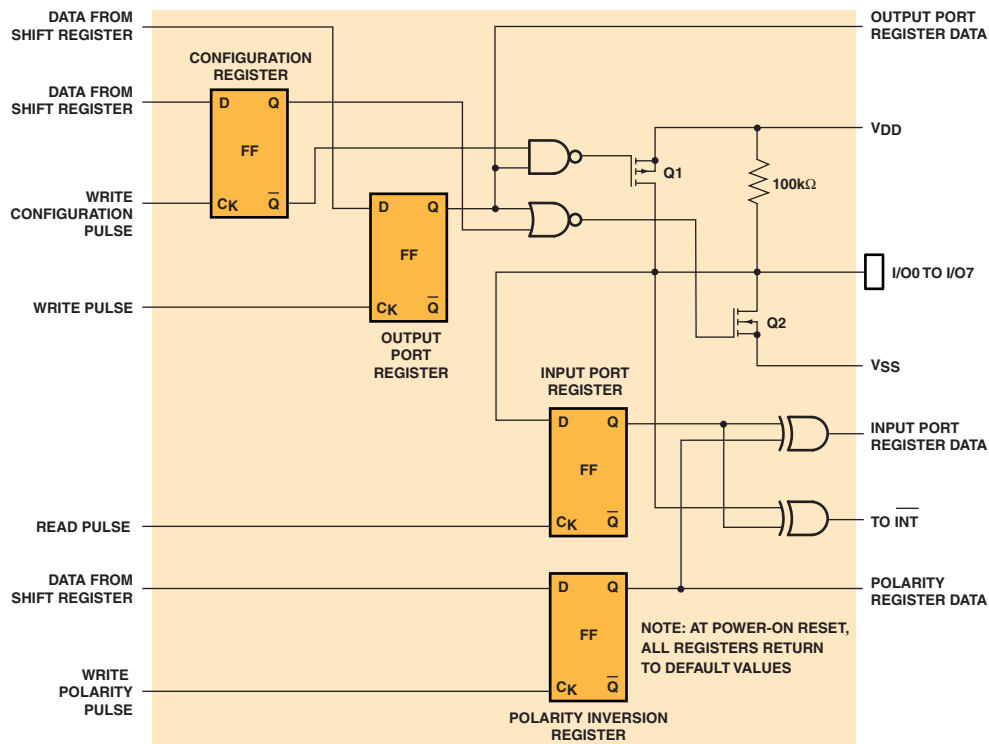 DATA FROM
SHIFT REGISTER
OUTPUT PORT
REGISTER DATA
CONFIGURATION
REGISTER
DATA FROM
SHIFT REGISTER
D Q
FF
CK Q̅
WRITE
CONFIGURATION
PULSE
VDD
Q1
100kΩ
D Q
FF
CK Q̅
WRITE PULSE
OUTPUT
PORT
REGISTER
I/O0 TO I/O7
Q2
VSS
INPUT PORT
REGISTER
D Q
FF
CK Q̅
READ PULSE
INPUT PORT
REGISTER DATA
TO I̅N̅T̅
DATA FROM
SHIFT REGISTER
D Q
FF
CK Q̅
POLARITY
REGISTER DATA
NOTE: AT POWER-ON RESET,
ALL REGISTERS RETURN
TO DEFAULT VALUES
WRITE
POLARITY
PULSE
POLARITY INVERSION
REGISTER